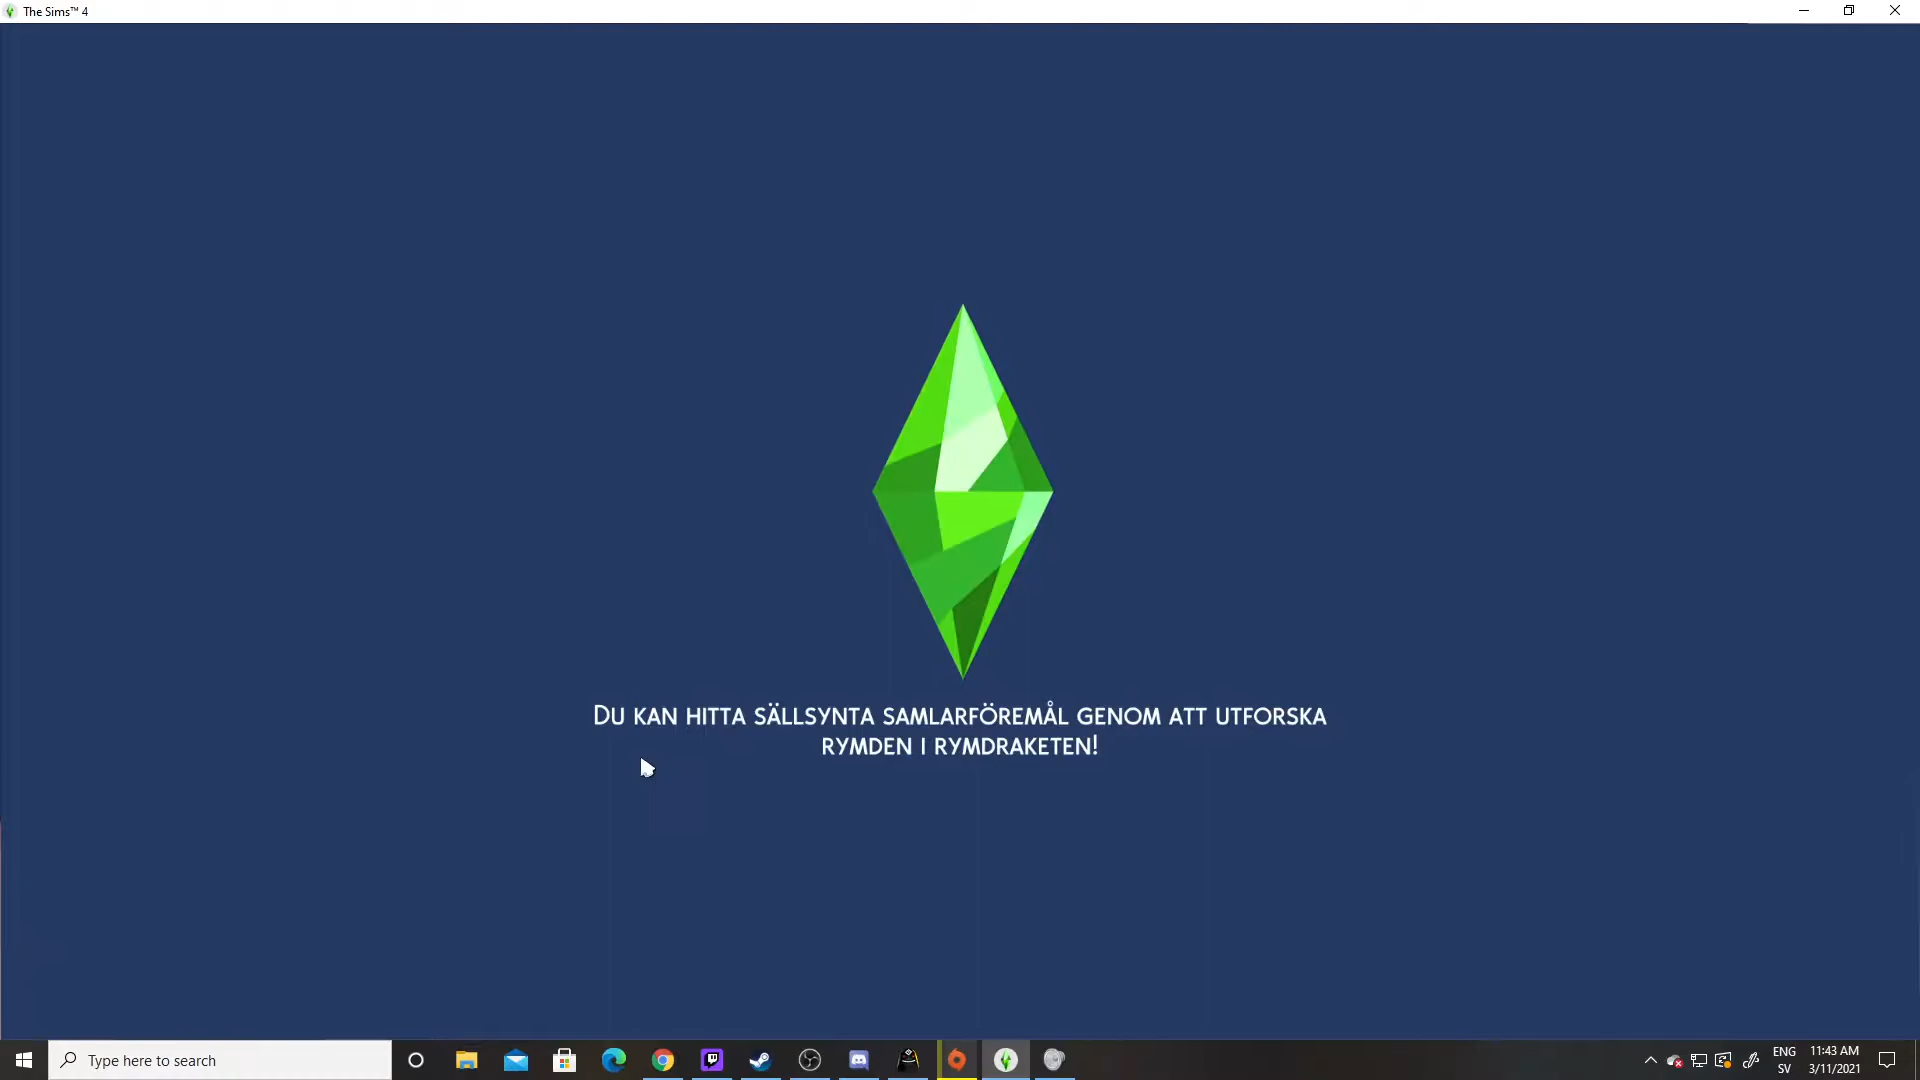 The Sims™ 4
DU KAN HITTA SÄLLSYNTA SAMLARFÖREMÅL GENOM ATT UTFORSKA
RYMDEN I RYMDRAKETEN!
Type here to search
ENG
SV
11:43 AM
3/11/2021